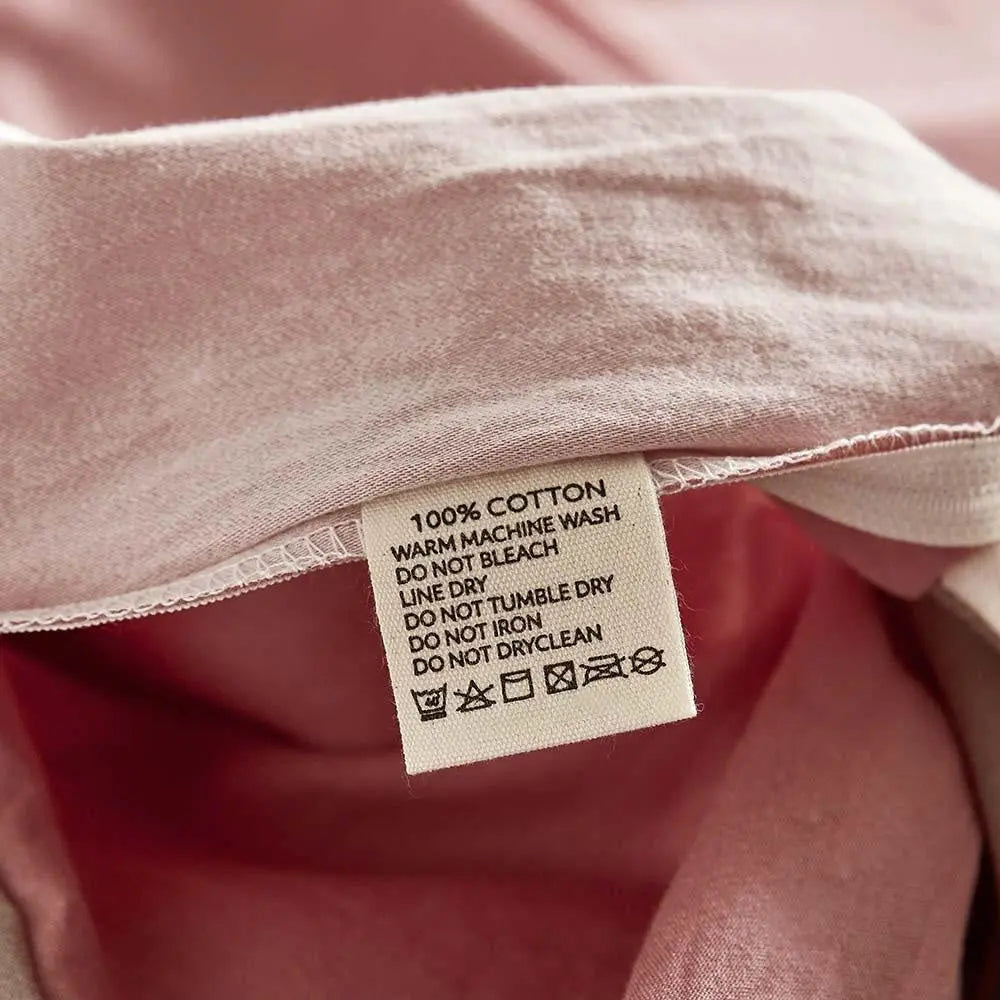 100% COTTON
WARM MACHINE WASH
DO NOT BLEACH
LINE DRY
DO NOT TUMBLE DRY
DO NOT IRON
DO NOT DRYCLEAN
40